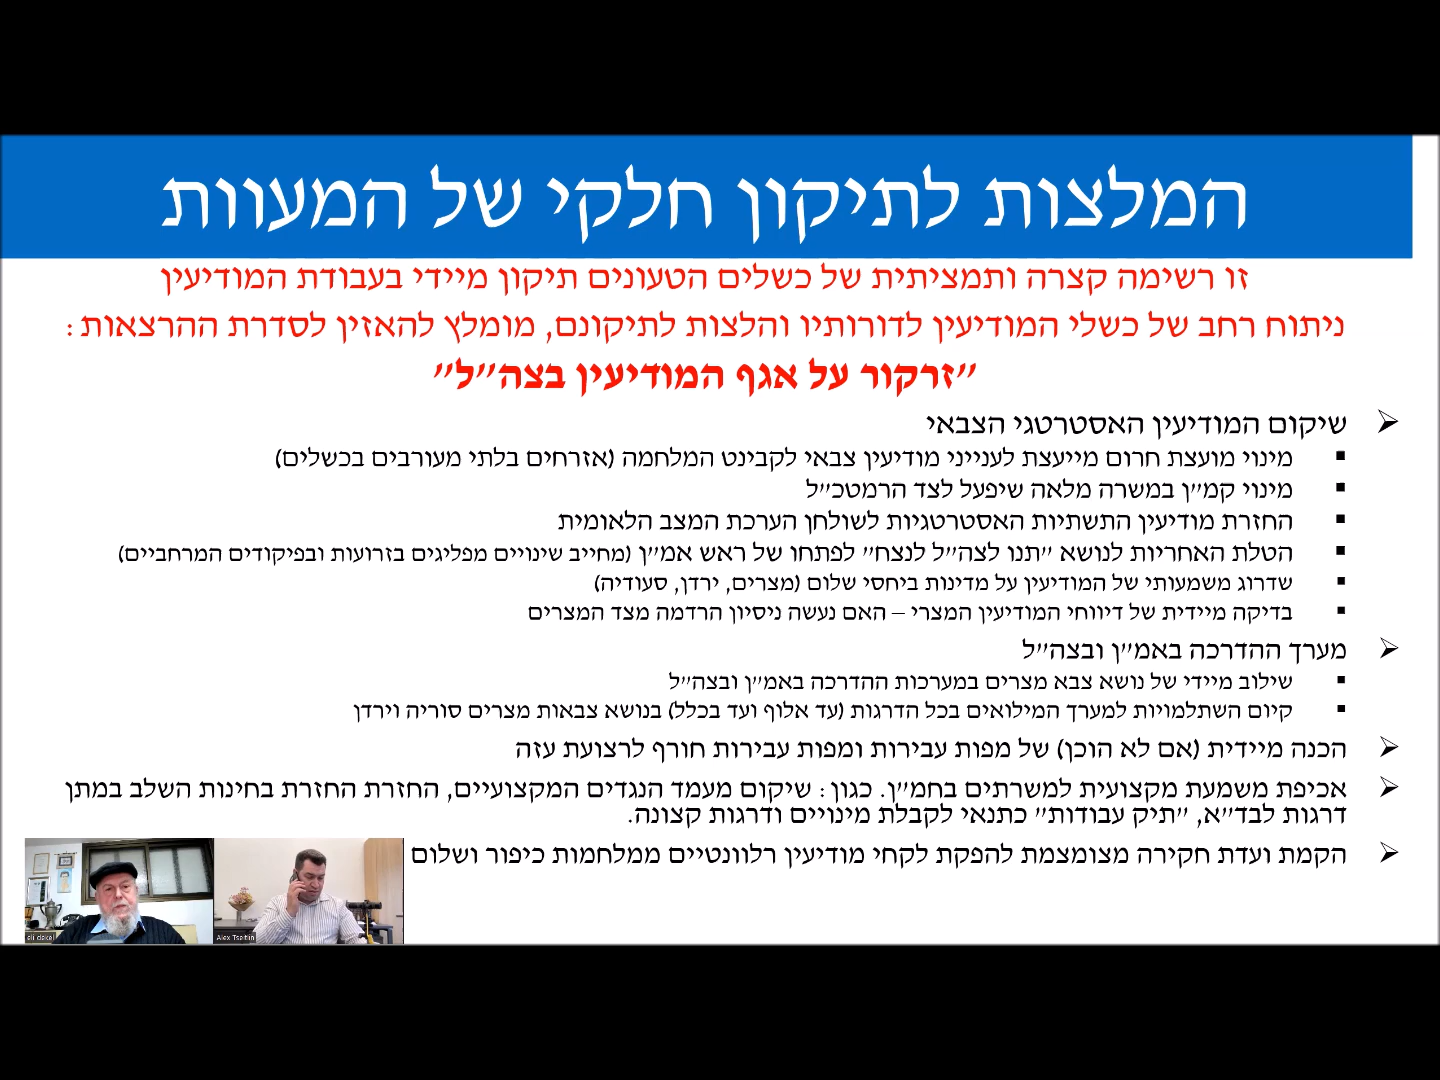 המלצות לתיקון חלקי של המעוות
זו רשימה קצרה ותמציתית של כשלים הטעונים תיקון מיידי בעבודת המודיעין
ניתוח רחב של כשלי המודיעין לדורותיו והלצות לתיקונם, מומלץ להאזין לסדרת ההרצאות:
"זרקור על אגף המודיעין בצה"ל"
➢ שיקום המודיעין האסטרטגי הצבאי
▪ מינוי מועצת חרום מייעצת לענייני מודיעין צבאי לקבינט המלחמה (אזרחים בלתי מעורבים בכשלים)
▪ מינוי קמ"ן במשרה מלאה שיפעל לצד הרמטכ"ל
▪ החזרת מודיעין התשתיות האסטרטגיות לשולחן הערכת המצב הלאומית
▪ הטלת האחריות לנושא "תנו לצה"ל לנצח" לפתחו של ראש אמ"ן (מחייב שינויים מפליגים בזרועות ובפיקודים המרחביים)
▪ שדרוג משמעותי של המודיעין על מדינות ביחסי שלום (מצרים, ירדן, סעודיה)
▪ בדיקה מיידית של דיווחי המודיעין המצרי – האם נעשה ניסיון הרדמה מצד המצרים
➢ מערך ההדרכה באמ"ן ובצה"ל
▪ שילוב מיידי של נושא צבא מצרים במערכות ההדרכה באמ"ן ובצה"ל
▪ קיום השתלמויות למערך המילואים בכל הדרגות (עד אלוף ועד בכלל) בנושא צבאות מצרים סוריה וירדן
➢ הכנה מיידית (אם לא הוכן) של מפות עבירות ומפות עבירות חורף לרצועת עזה
➢ אכיפת משמעת מקצועית למשרתים בחמ"ן. כגון: שיקום מעמד הנגדים המקצועיים, החזרת החזרת בחינות השלב במתן
דרגות לבד"א, "תיק עבודות" כתנאי לקבלת מינויים ודרגות קצונה.
➢ הקמת ועדת חקירה מצומצמת להפקת לקחי מודיעין רלוונטיים ממלחמות כיפור ושלום
eli dekel
Alex Tseitlin